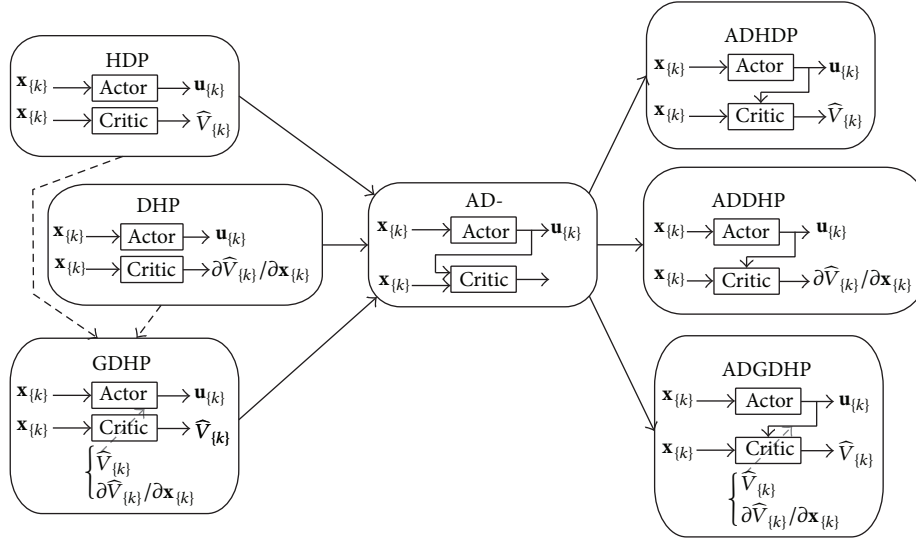 HDP
x{k} Actor u{k}
x{k} Critic V̂{k}
DHP
x{k} Actor u{k}
x{k} Critic ∂V̂{k}/∂x{k}
GDHP
x{k} Actor u{k}
x{k} Critic V̂{k}
V̂{k}
∂V̂{k}/∂x{k}
AD-
x{k} Actor u{k}
x{k} Critic
ADHDP
x{k} Actor u{k}
x{k} Critic V̂{k}
ADDHP
x{k} Actor u{k}
x{k} Critic ∂V̂{k}/∂x{k}
ADGDHP
x{k} Actor u{k}
x{k} Critic V̂{k}
V̂{k}
∂V̂{k}/∂x{k}